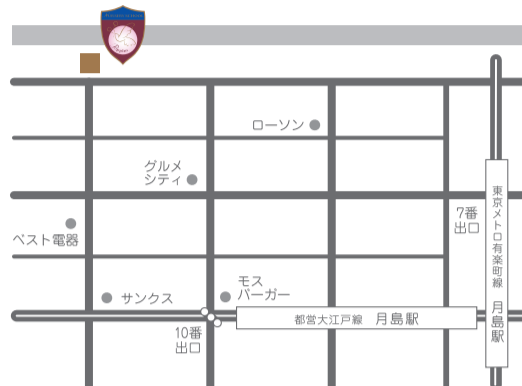 ローソン
グルメ
シティ
7番
出口
ベスト電器
モス
バーガー
サンクス
10番
出口
都営大江戸線 月島駅
東京メトロ有楽町線 月島駅